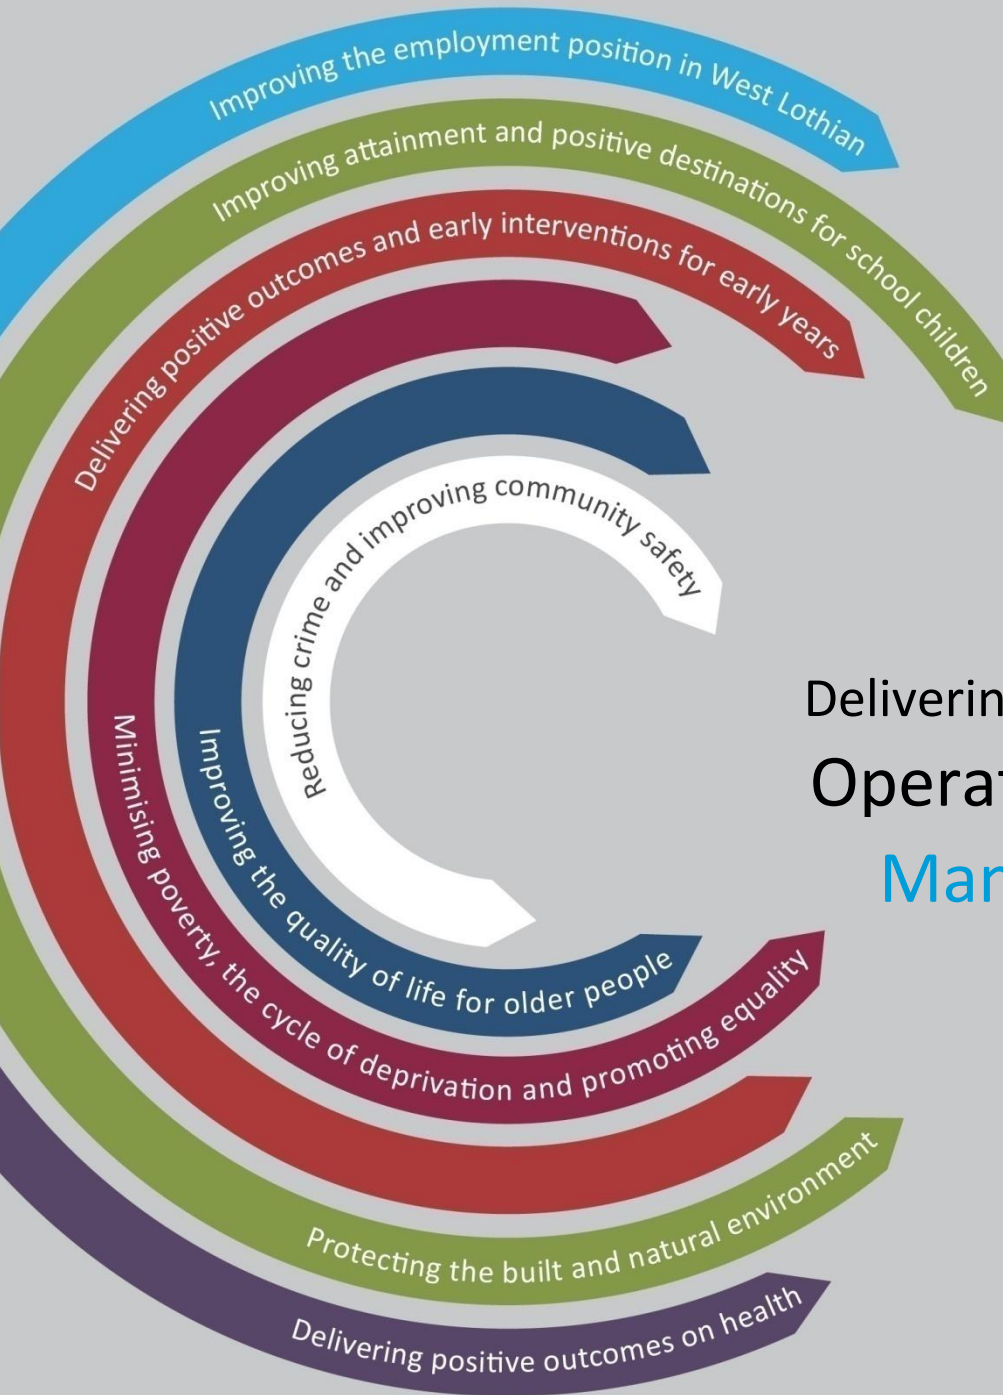 Improving the employment position in West Lothian
Improving attainment and positive destinations for school children
Delivering positive outcomes and early interventions for early years
Reducing crime and improving community safety
Improving the quality of life for older people
Minimising poverty, the cycle of deprivation and promoting equality
Protecting the built and natural environment
Delivering positive outcomes on health